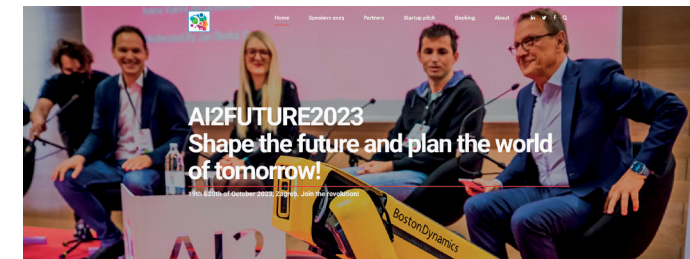 Home Speakers 2023 Partners Startup pitch Booking About
AI2FUTURE2023
Shape the future and plan the world
of tomorrow!
19th &20th of October 2023, Zagreb. Join the revolution!
BostonDynamics
AI2